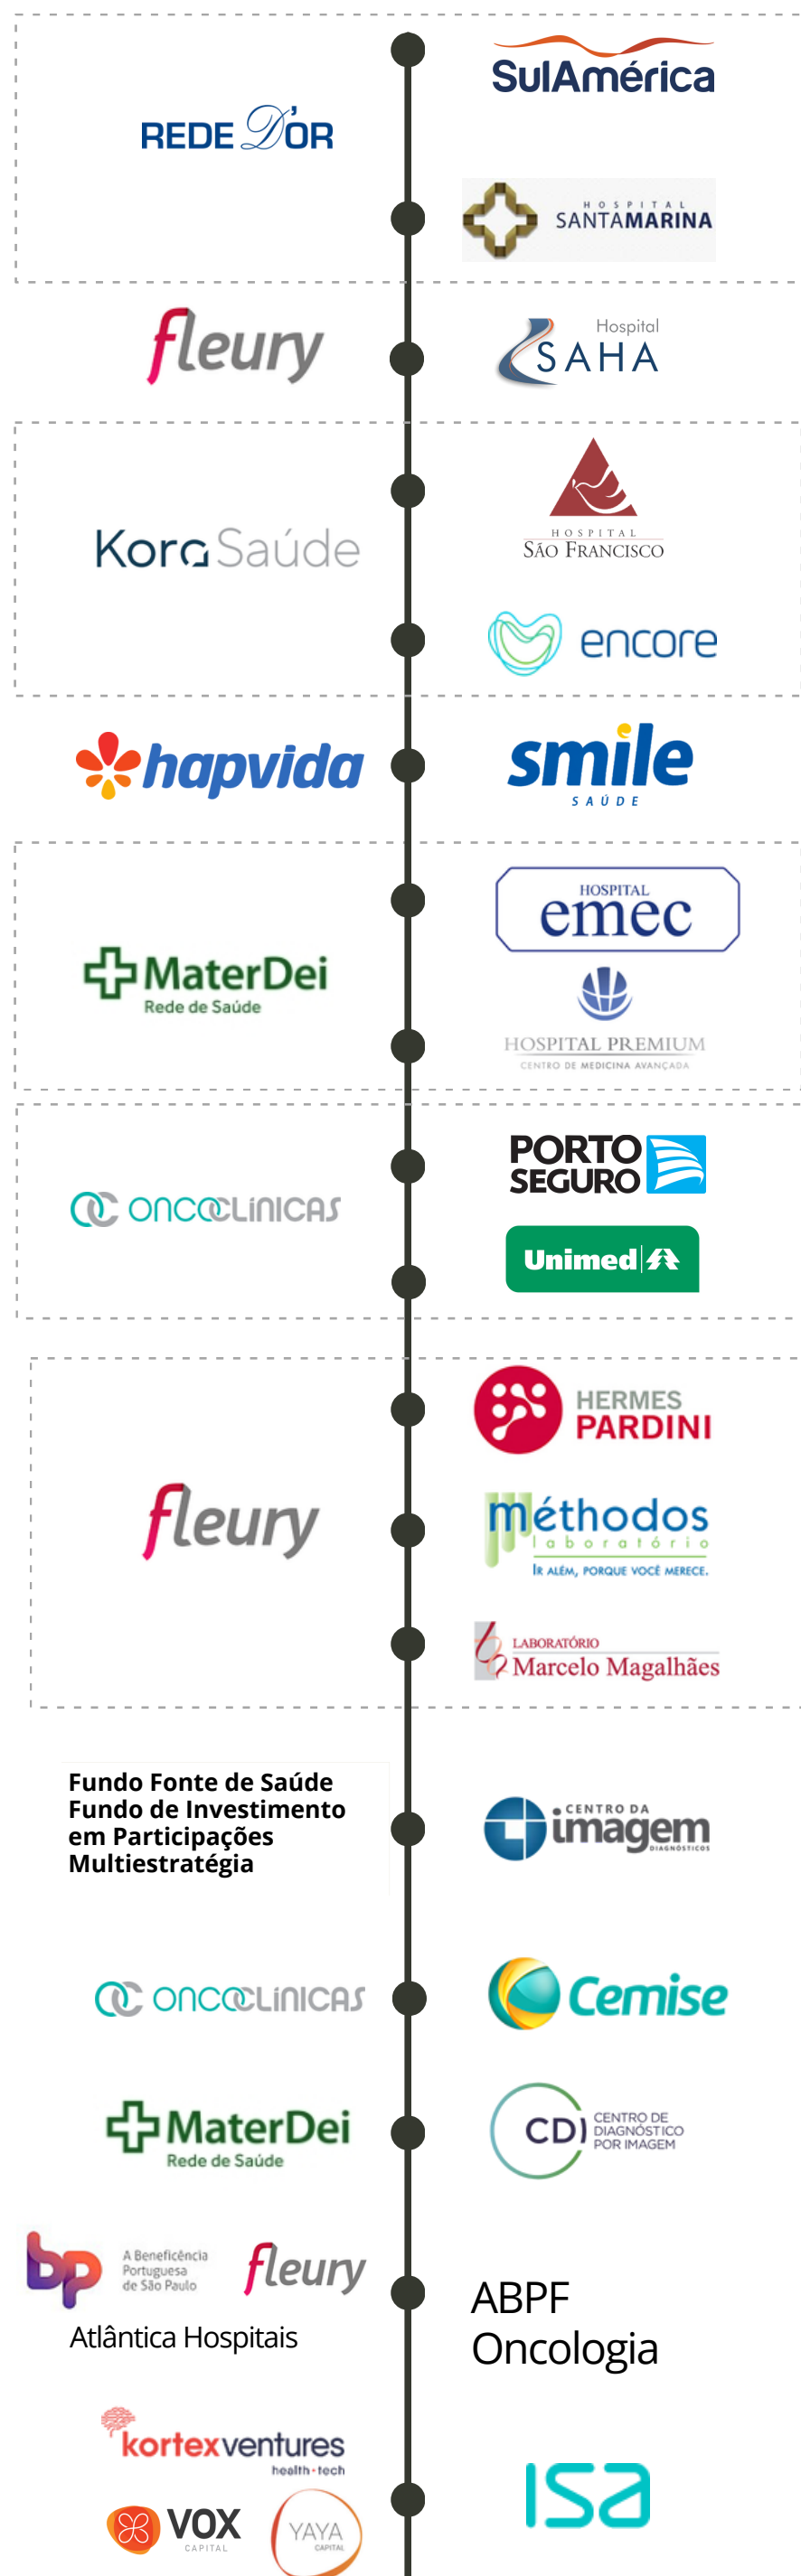 SulAmérica
REDE D'OR
HOSPITAL
SANTAMARINA
fleury
Hospital
SAHA
HOSPITAL
SÃO FRANCISCO
Kora Saúde
encore
hapvida
smile
SAÚDE
HOSPITAL
emec
MaterDei
Rede de Saúde
HOSPITAL PREMIUM
CENTRO DE MEDICINA AVANÇADA
PORTO
SEGURO
OC ONCOCLÍNICAS
Unimed
HERMES
PARDINI
fleury
méthodos
laboratório
IR ALÉM, PORQUE VOCÊ MERECE.
LABORATÓRIO
Marcelo Magalhães
Fundo Fonte de Saúde
Fundo de Investimento
em Participações
Multiestratégia
CENTRO DA
imagem
DIAGNÓSTICOS
OC ONCOCLÍNICAS
Cemise
MaterDei
Rede de Saúde
CDI
CENTRO DE
DIAGNÓSTICO
POR IMAGEM
bp
A Beneficência
Portuguesa
de São Paulo
fleury
Atlântica Hospitais
ABPF
Oncologia
kortexventures
health • tech
VOX
CAPITAL
YAYA
CAPITAL
ISa